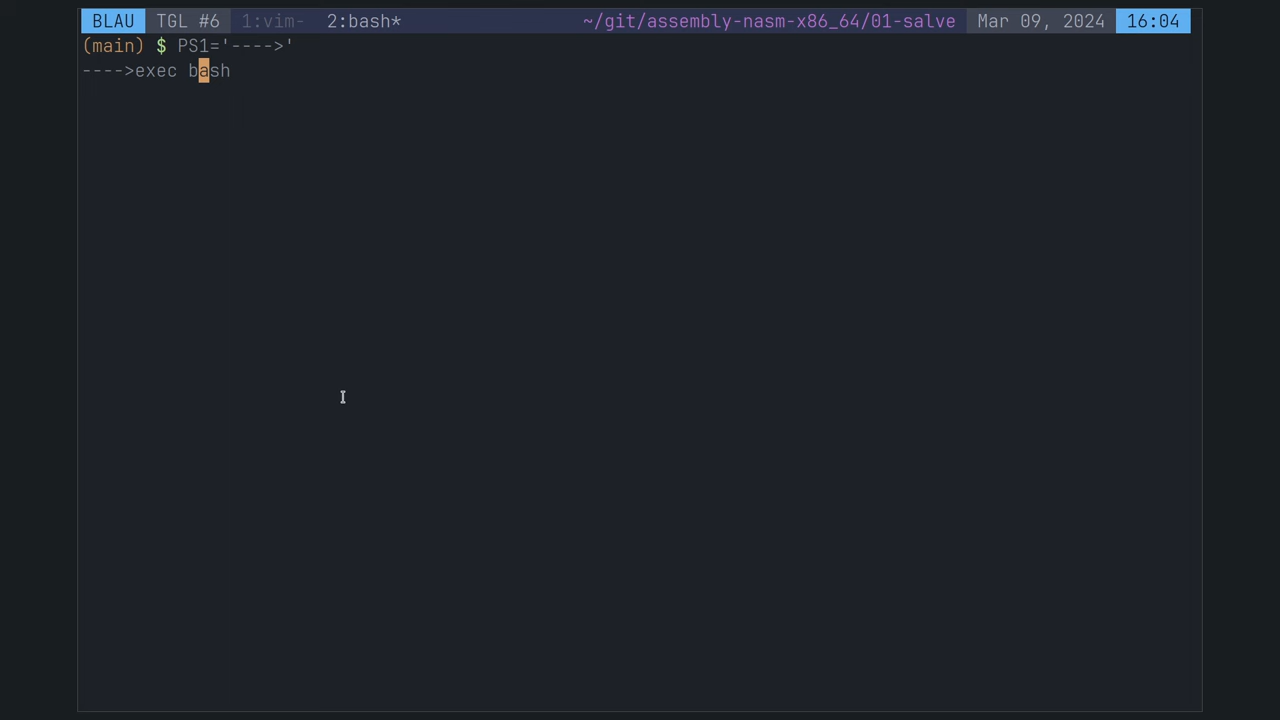 BLAU TGL #6 1:vim- 2:bash* ~/git/assembly-nasm-x86_64/01-salve Mar 09, 2024 16:04
(main) $ PS1='---->'
---->exec bash